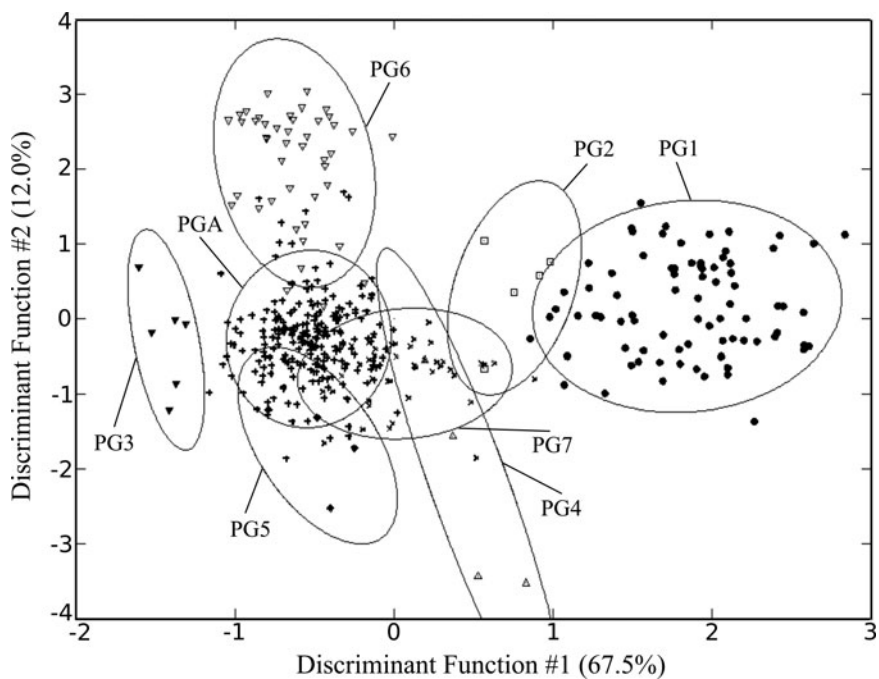 4
3
2
1
0
-1
-2
-3
-4
Discriminant Function #2 (12.0%)
PG6
PG2
PG1
PGA
PG3
PG5
PG7
PG4
-2
-1
0
1
2
3
Discriminant Function #1 (67.5%)